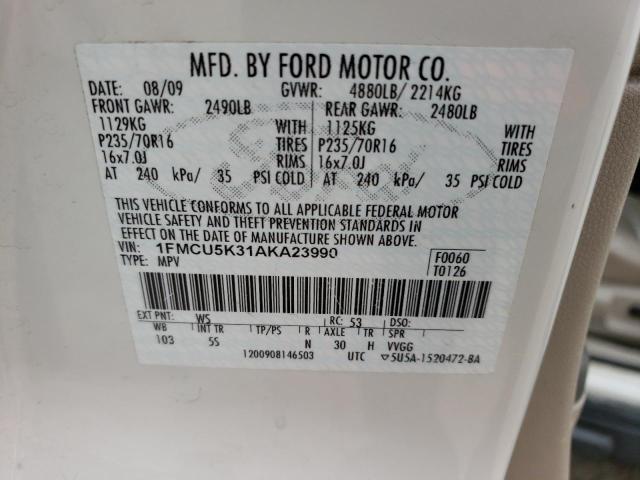 MFD. BY FORD MOTOR CO.
DATE: 08/09 GVWR: 4880LB/ 2214KG
FRONT GAWR: 2490LB REAR GAWR: 2480LB
1129KG WITH 1125KG WITH
P235/70R16 TIRES P235/70R16 TIRES
16x7.0J RIMS 16x7.0J RIMS
AT 240 kPa/ 35 PSI COLD AT 240 kPa/ 35 PSI COLD
THIS VEHICLE CONFORMS TO ALL APPLICABLE FEDERAL MOTOR
VEHICLE SAFETY AND THEFT PREVENTION STANDARDS IN
EFFECT ON THE DATE OF MANUFACTURE SHOWN ABOVE.
VIN: 1FMCU5K31AKA23990 F0060
TYPE: MPV T0126
EXT PNT: WS RC: 53 DSO:
WB INT TR TP/PS R AXLE TR SPR
103 5S N 30 H VVGG
1200908146503 UTC ▽5U5A-1520472-BA